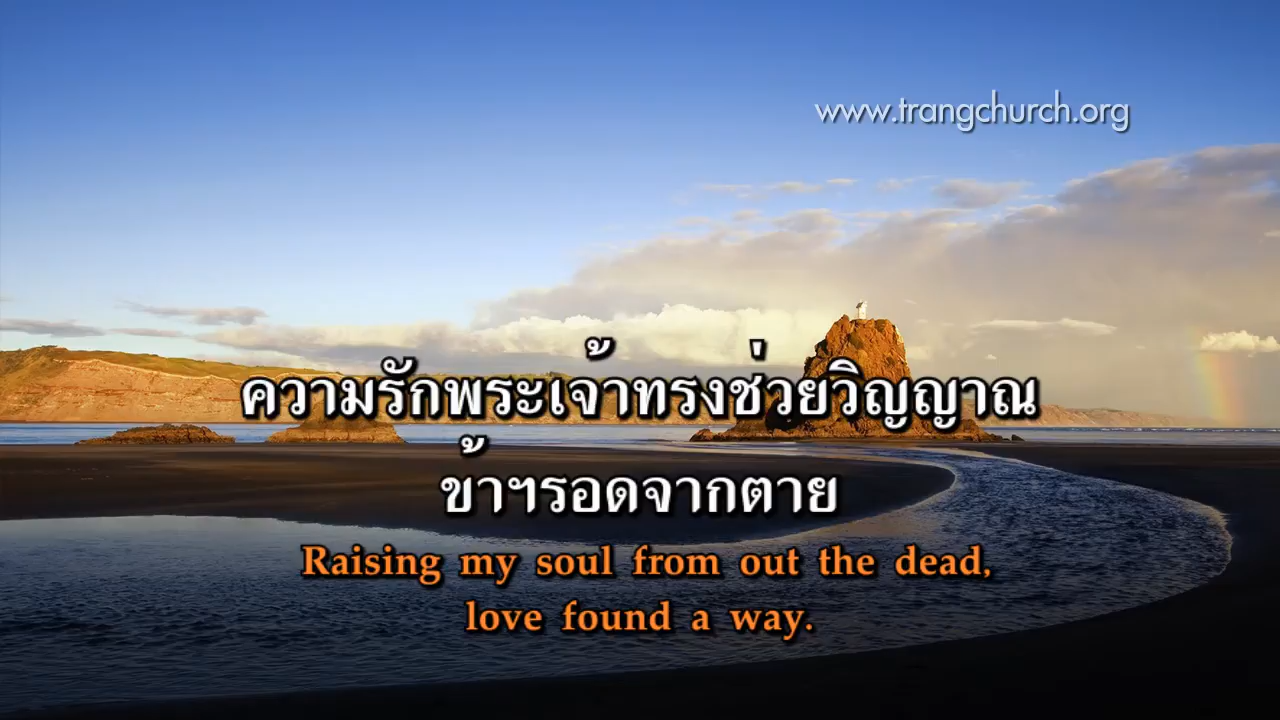 www.trangchurch.org
ความรักพระเจ้าทรงช่วยวิญญาณ
ข้าฯรอดจากตาย
Raising my soul from out the dead,
love found a way.